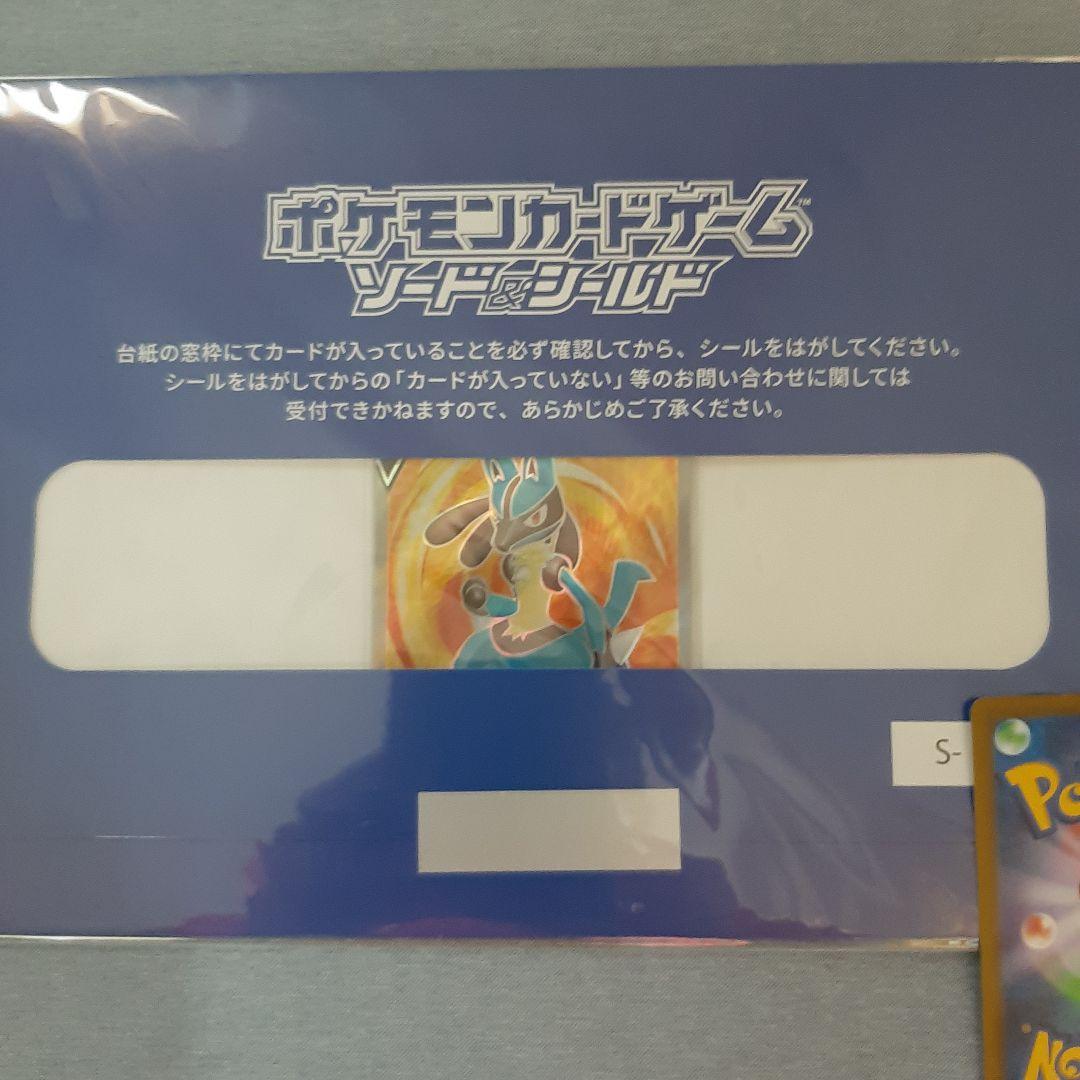 ポケモンカードゲーム™
ソード&シールド
台紙の窓枠にてカードが入っていることを必ず確認してから、シールをはがしてください。
シールをはがしてからの「カードが入っていない」等のお問い合わせに関しては
受付できかねますので、あらかじめご了承ください。
V
S-
Po
No